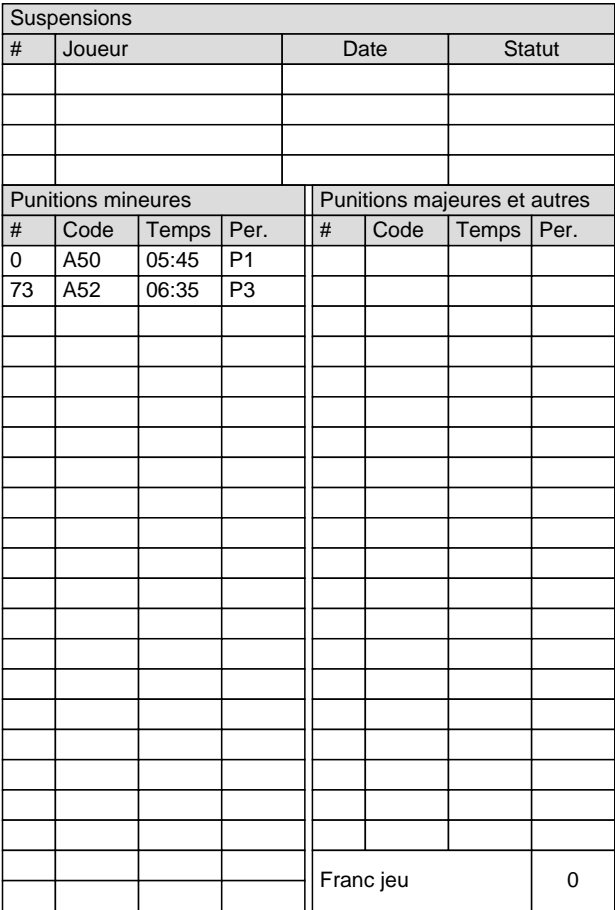 Suspensions
# Joueur Date Statut
Punitions mineures
# Code Temps Per.
0 A50 05:45 P1
73 A52 06:35 P3
Punitions majeures et autres
# Code Temps Per.
Franc jeu 0